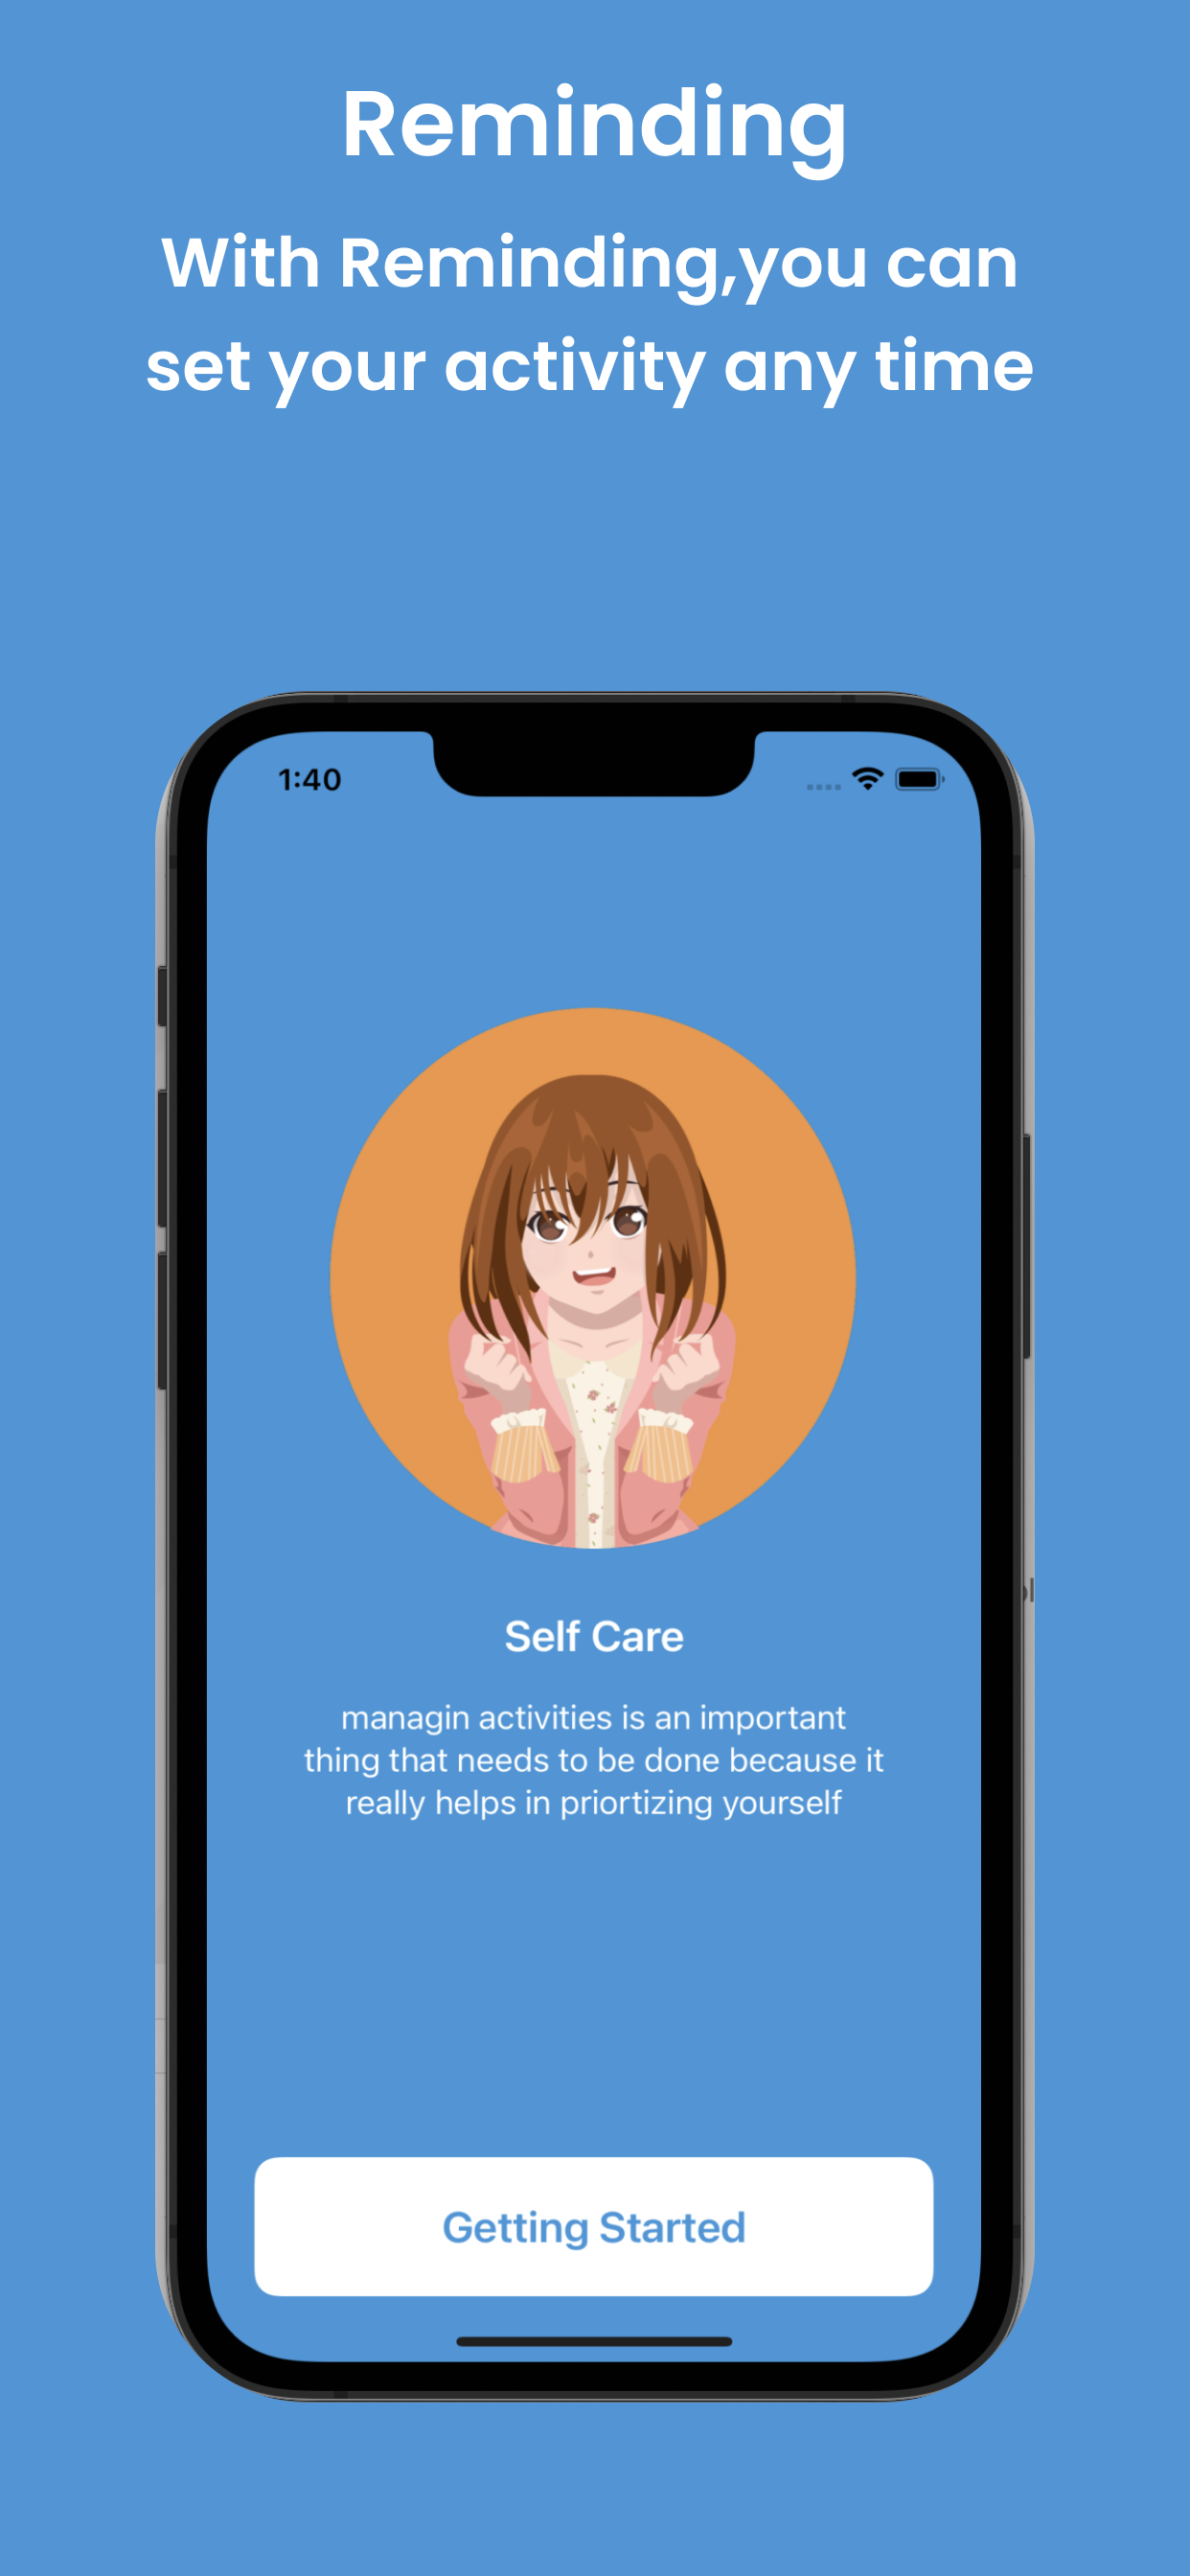 Reminding
With Reminding,you can
set your activity any time
1:40
Self Care
managin activities is an important
thing that needs to be done because it
really helps in priortizing yourself
Getting Started